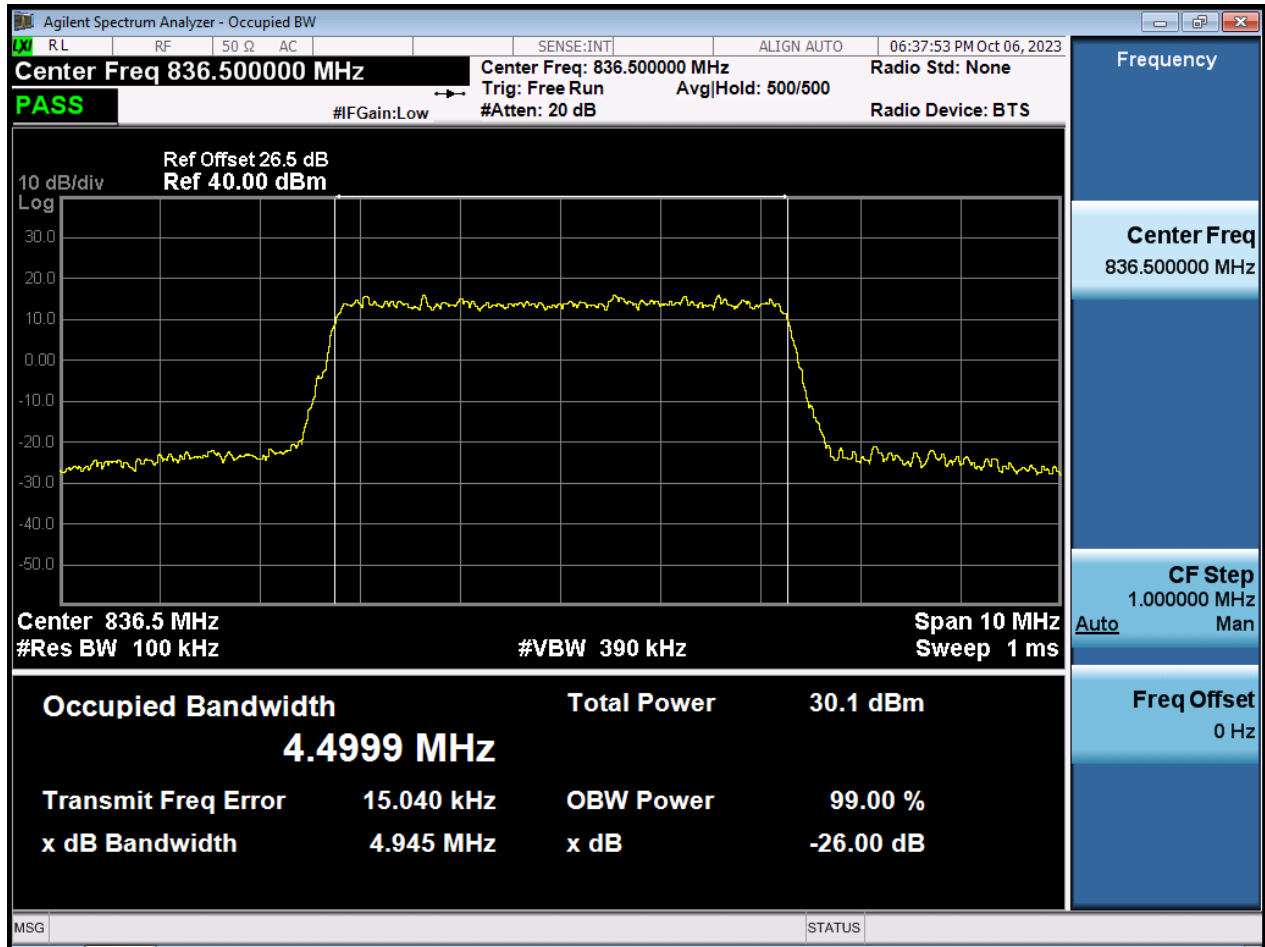 Agilent Spectrum Analyzer - Occupied BW
LXI RL RF 50 Ω AC SENSE:INT ALIGN AUTO 06:37:53 PM Oct 06, 2023
Center Freq 836.500000 MHz
Center Freq: 836.500000 MHz
Radio Std: None
Trig: Free Run Avg|Hold: 500/500
PASS
#IFGain:Low
#Atten: 20 dB
Radio Device: BTS
Ref Offset 26.5 dB
10 dB/div Ref 40.00 dBm
Log
30.0
20.0
10.0
0.00
-10.0
-20.0
-30.0
-40.0
-50.0
Center 836.5 MHz Span 10 MHz
#Res BW 100 kHz #VBW 390 kHz Sweep 1 ms
Occupied Bandwidth Total Power 30.1 dBm
4.4999 MHz
Transmit Freq Error 15.040 kHz OBW Power 99.00 %
x dB Bandwidth 4.945 MHz x dB -26.00 dB
MSG STATUS
Frequency
Center Freq
836.500000 MHz
CF Step
1.000000 MHz
Auto Man
Freq Offset
0 Hz